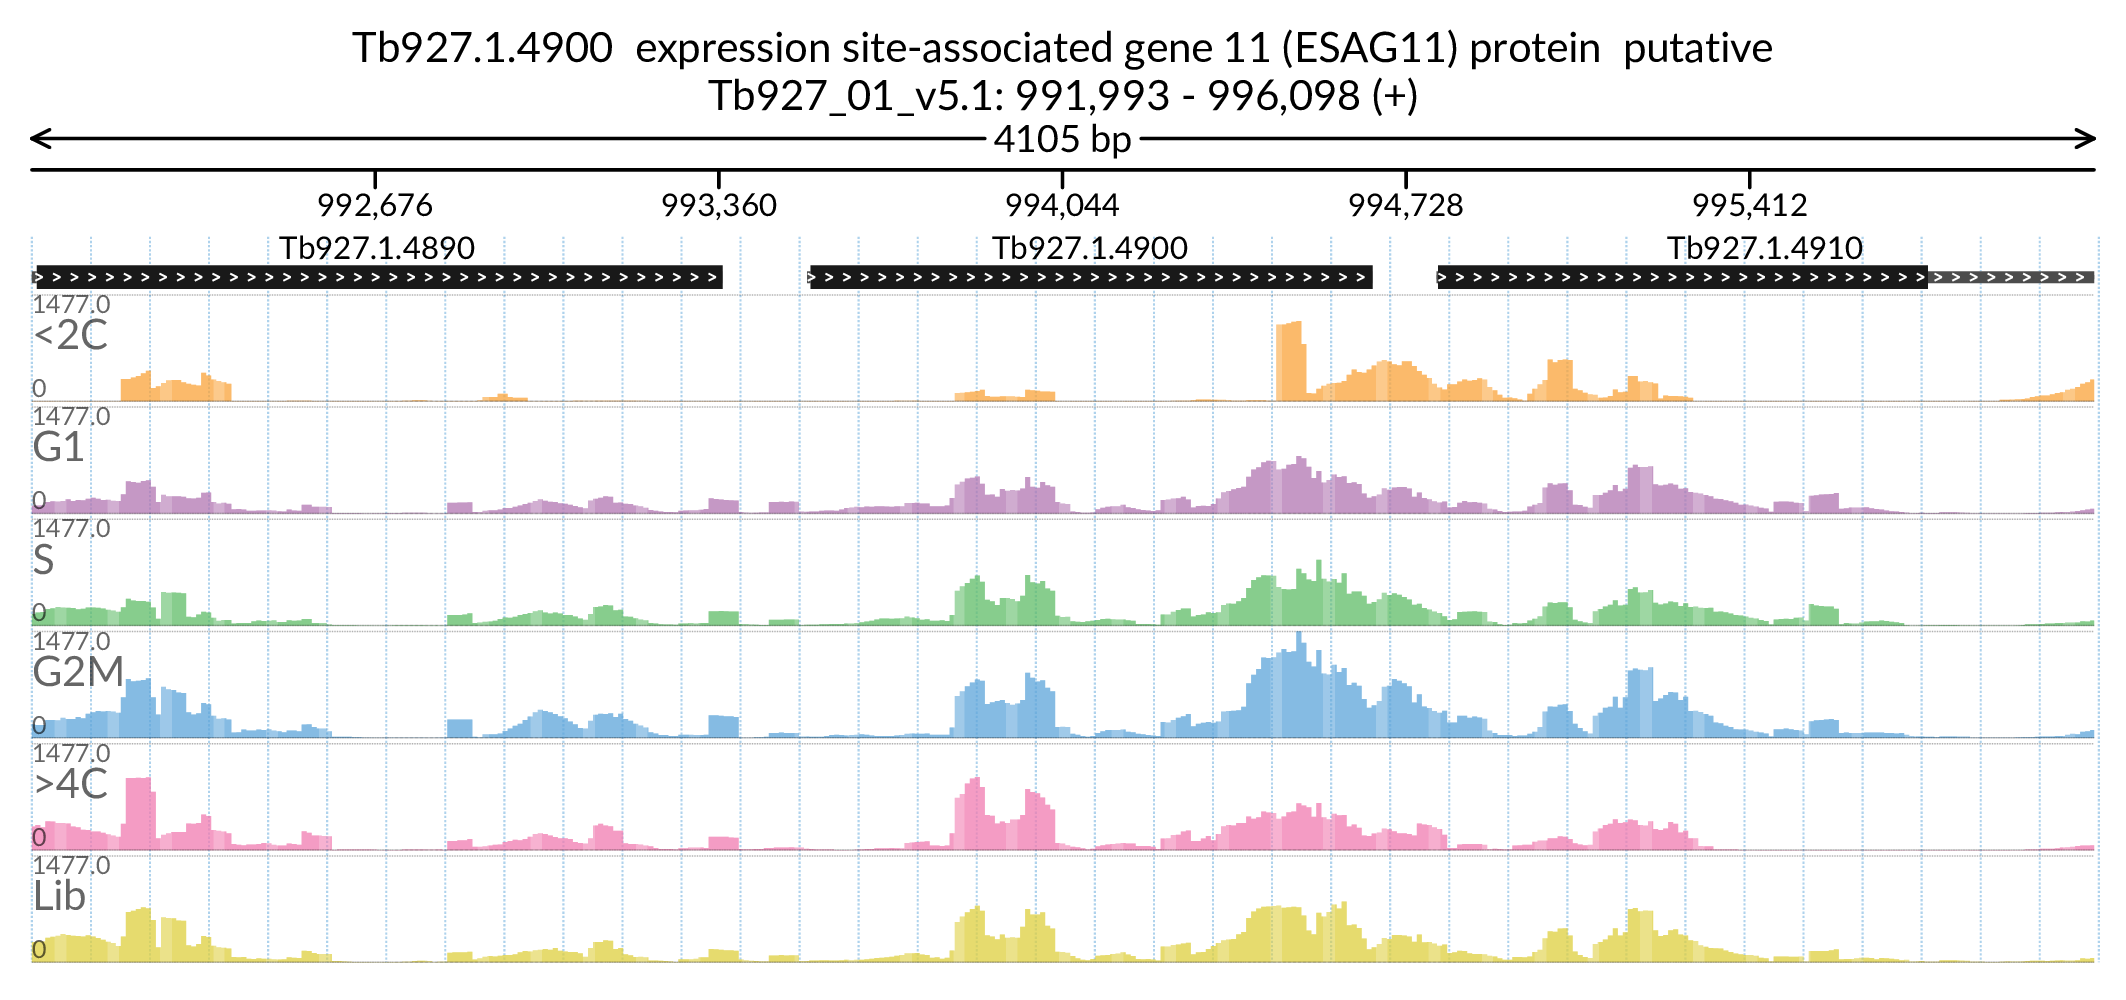 Tb927.1.4900  expression site-associated gene 11 (ESAG11) protein  putative
Tb927_01_v5.1: 991,993 - 996,098 (+)
4105 bp
992,676 993,360 994,044 994,728 995,412
Tb927.1.4890 Tb927.1.4900 Tb927.1.4910
1477.0
<2C
0
1477.0
G1
0
1477.0
S
0
1477.0
G2M
0
1477.0
>4C
0
1477.0
Lib
0